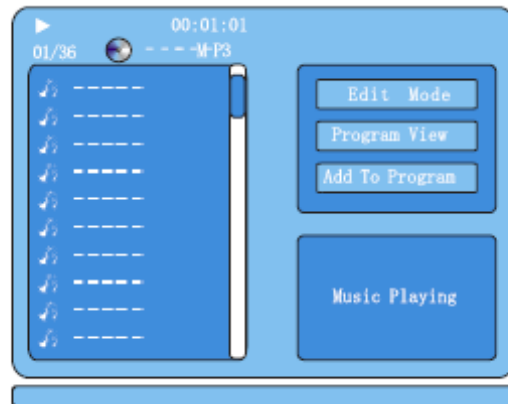 00:01:01
01/36 ----M-P3
-----
-----
-----
-----
-----
-----
-----
-----
-----
-----
Edit Mode
Program View
Add To Program
Music Playing